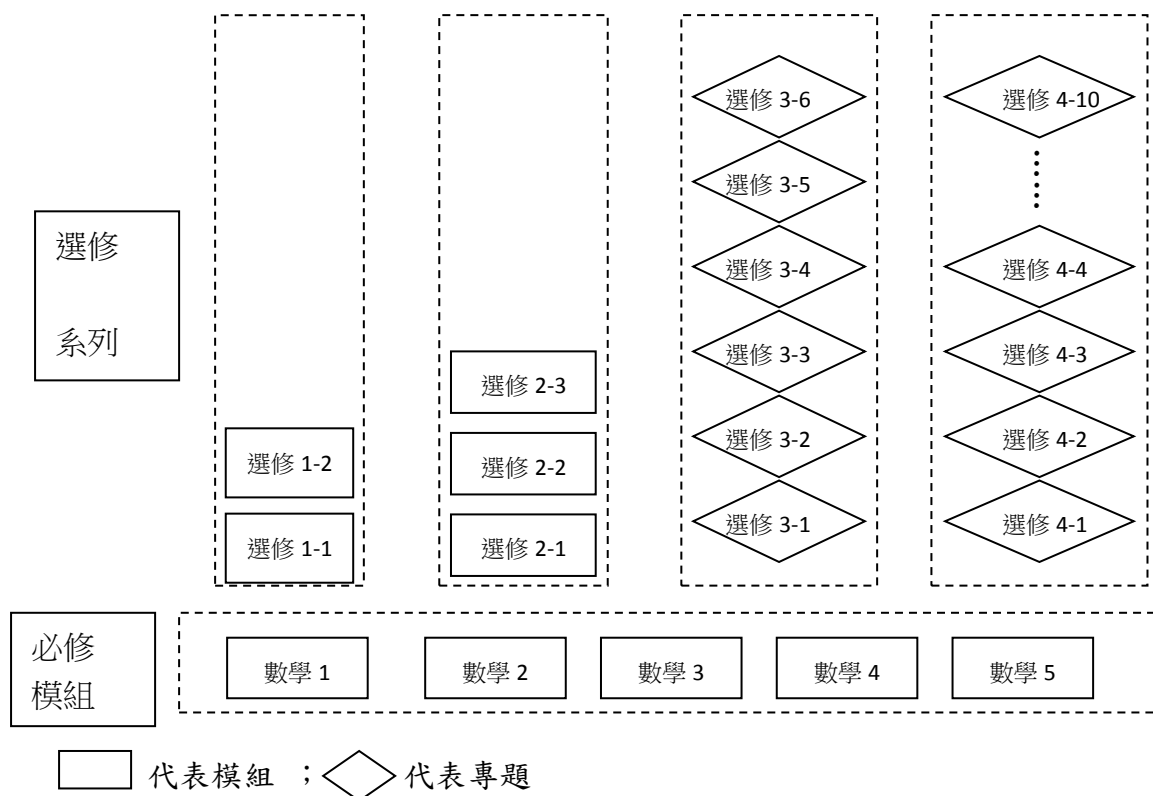 選修 3-6
選修 4-10
選修 3-5
選修
系列
選修 3-4
選修 4-4
選修 2-3
選修 3-3
選修 4-3
選修 1-2
選修 2-2
選修 3-2
選修 4-2
選修 1-1
選修 2-1
選修 3-1
選修 4-1
必修
模組
數學 1
數學 2
數學 3
數學 4
數學 5
代表模組 ；
代表專題